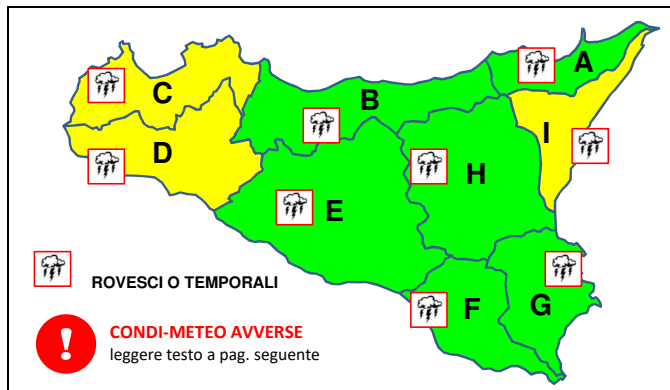 A
C
B
I
D
H
E
ROVESCI O TEMPORALI
F
G
CONDI-METEO AVVERSE
leggere testo a pag. seguente